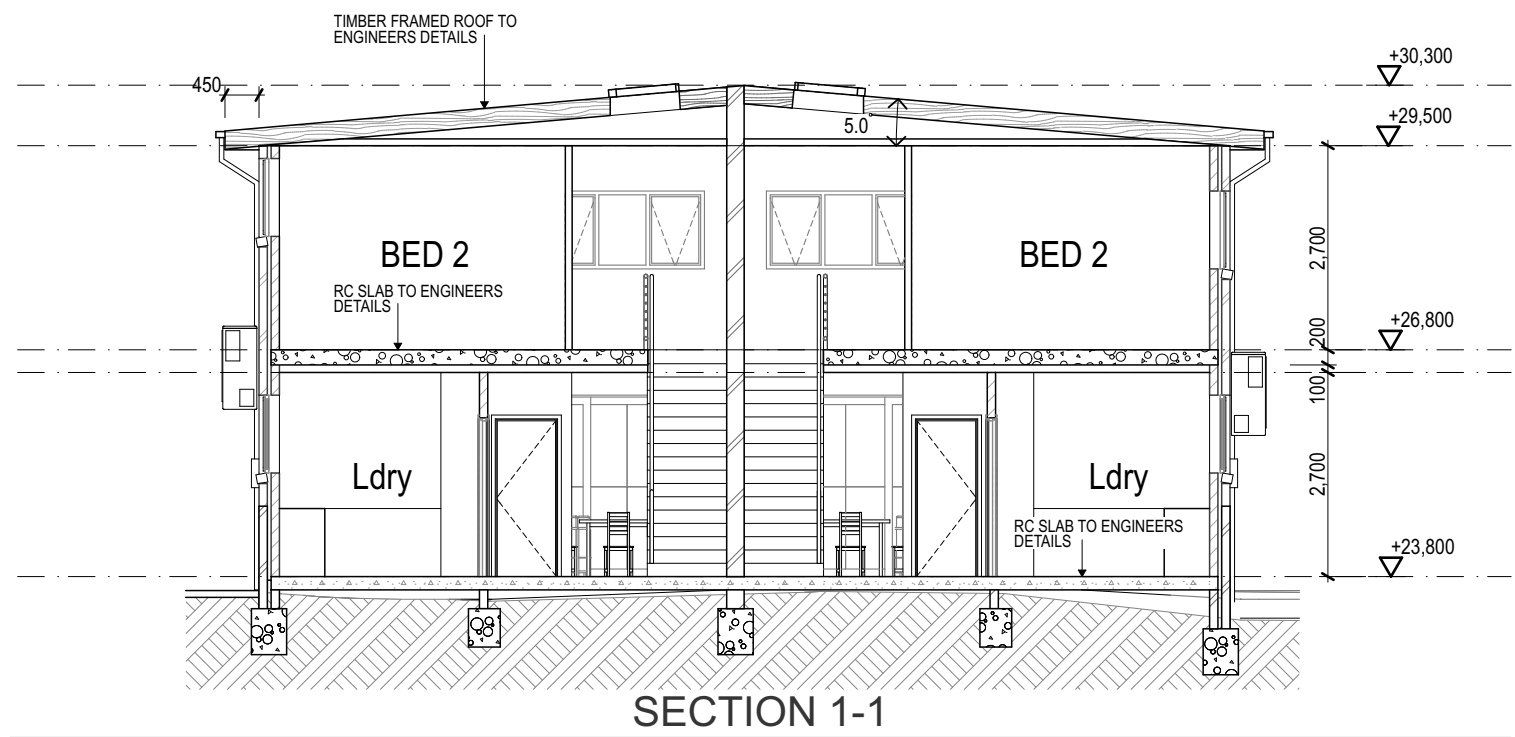 TIMBER FRAMED ROOF TO
ENGINEERS DETAILS
+30,300
450
+29,500
5.0°
BED 2
BED 2
2,700
RC SLAB TO ENGINEERS
DETAILS
200
+26,800
100
Ldry
Ldry
2,700
RC SLAB TO ENGINEERS
DETAILS
+23,800
SECTION 1-1